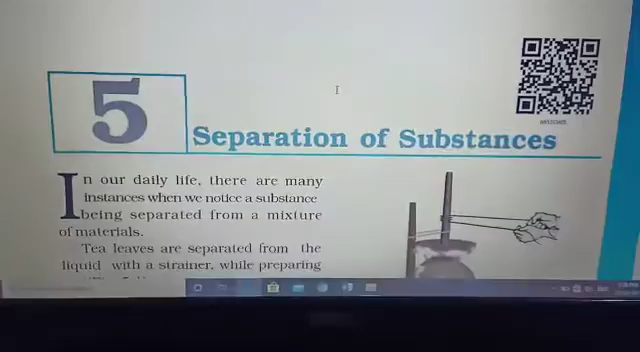 5
Separation of Substances
In our daily life, there are many
instances when we notice a substance
being separated from a mixture
of materials.
Tea leaves are separated from the
liquid with a strainer, while preparing